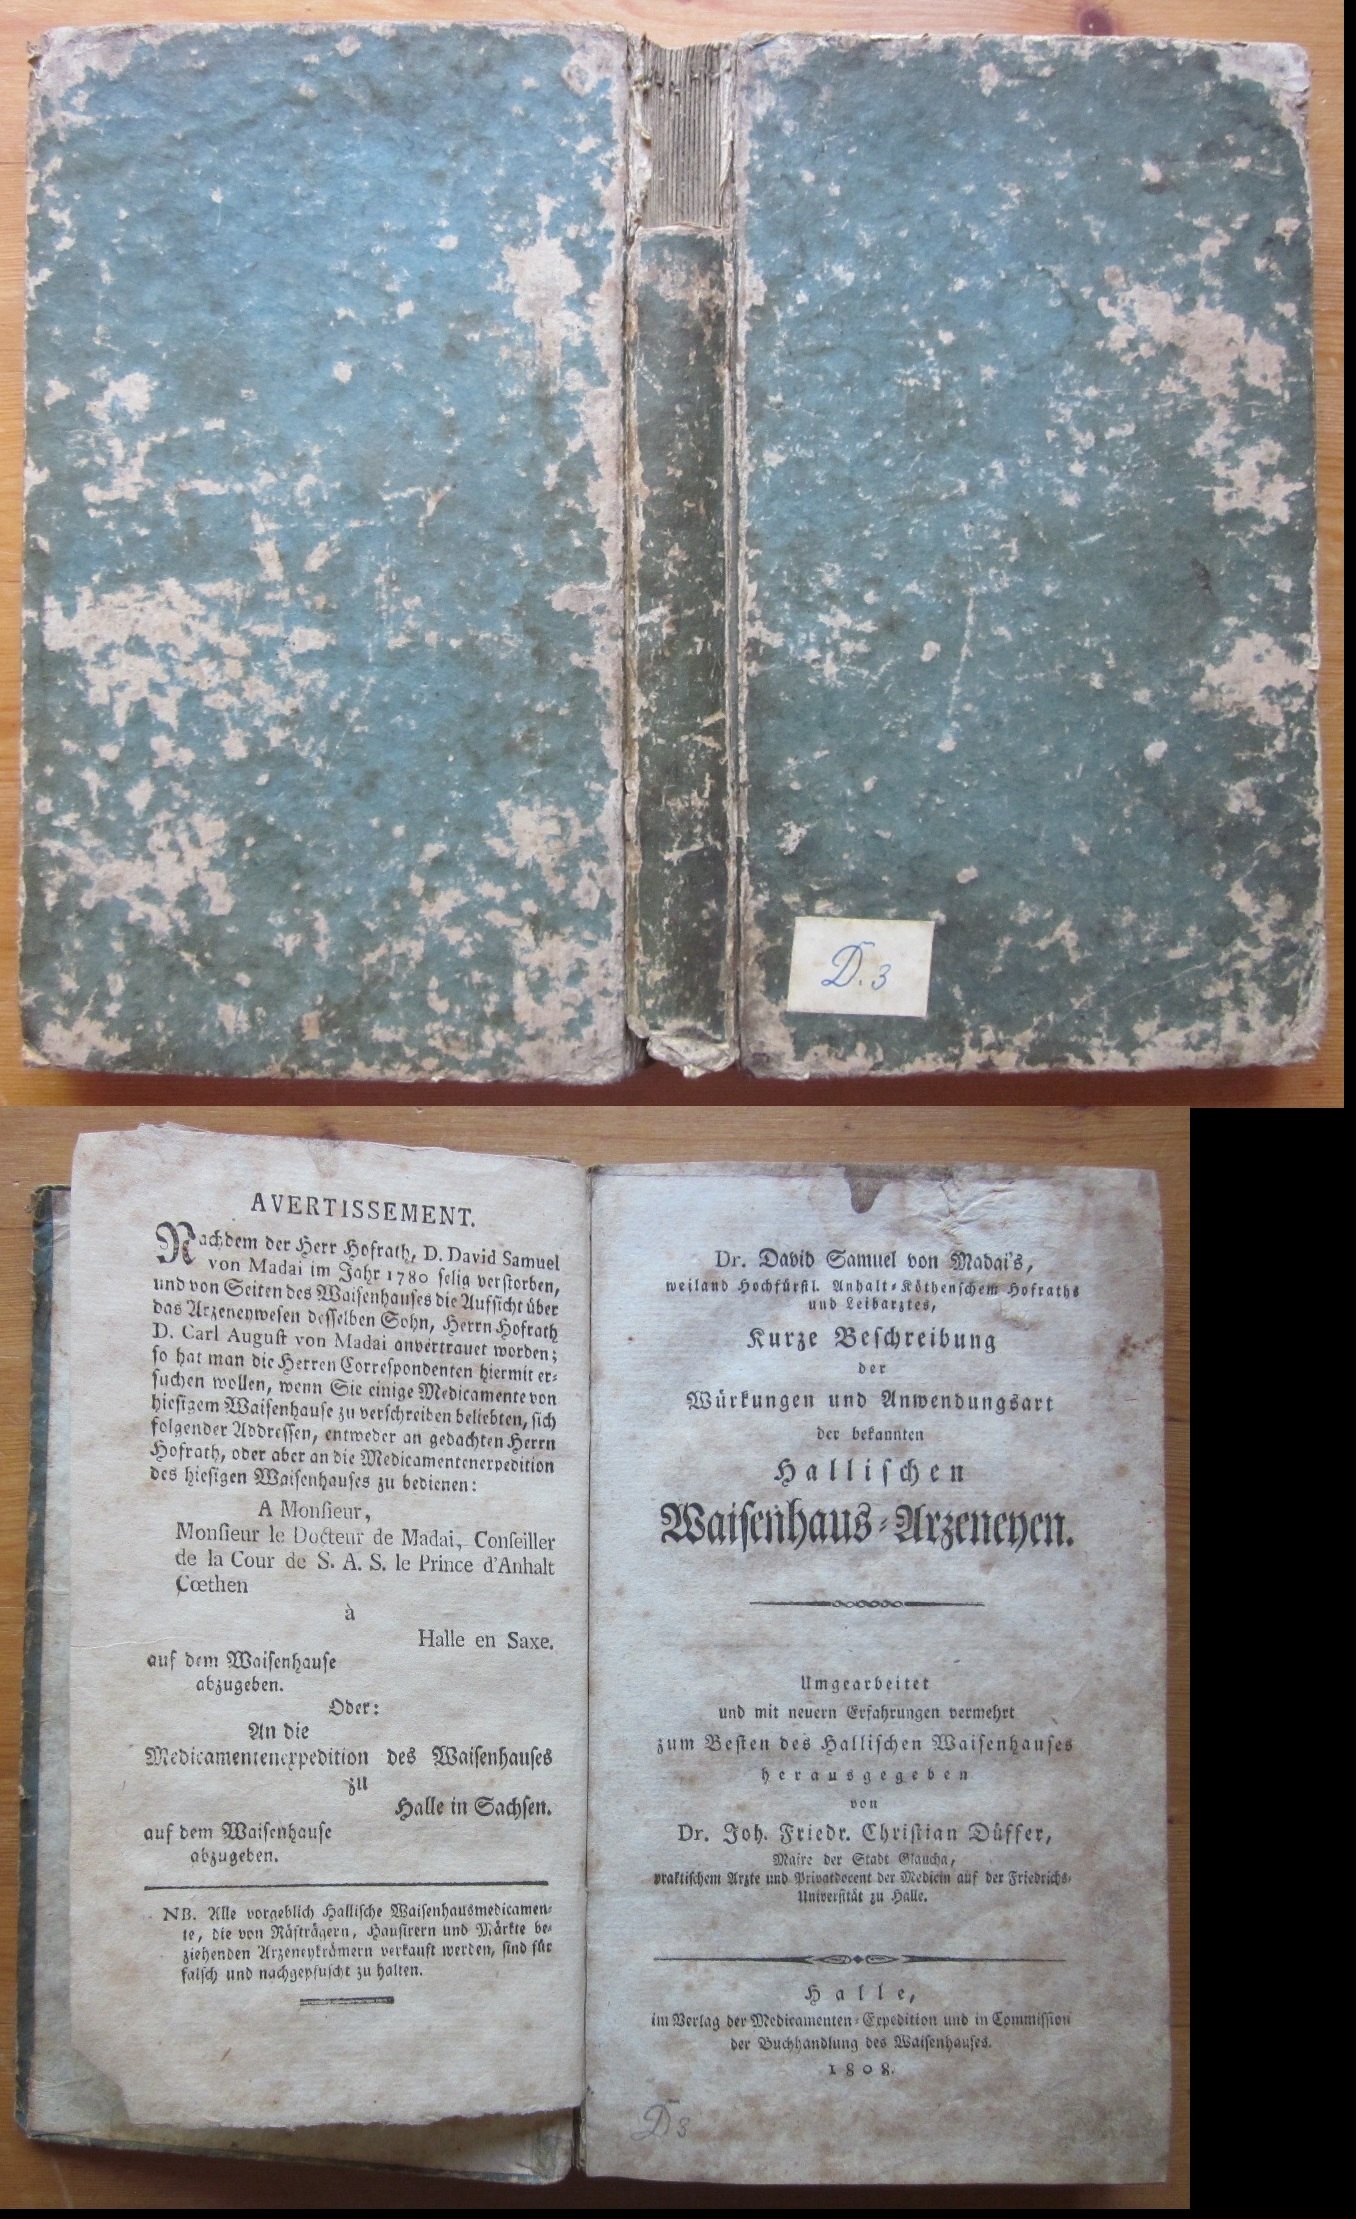 D. 3
AVERTISSEMENT.
Nachdem der Herr Hofrath, D. David Samuel
von Madai im Jahr 1780 selig verstorben,
und von Seiten des Waisenhauses die Aufsicht über
das Arzeneywesen desselben Sohn, Herrn Hofrath
D. Carl August von Madai anvertrauet worden;
so hat man die Herren Correspondenten hiermit er-
suchen wollen, wenn Sie einige Medicamente von
hiesigem Waisenhause zu verschreiben beliebten, sich
folgender Addressen, entweder an gedachten Herrn
Hofrath, oder aber an die Medicamentenexpedition
des hiesigen Waisenhauses zu bedienen:
A Monſieur,
Monſieur le Docteur de Madai, Conſeiller
de la Cour de S. A. S. le Prince d'Anhalt
Cœthen
à
Halle en Saxe.
auf dem Waisenhause
abzugeben.
Oder:
An die
Medicamentenexpedition des Waisenhauses
zu
Halle in Sachsen.
auf dem Waisenhause
abzugeben.
NB. Alle vorgeblich Hallische Waisenhausmedicamen-
te, die von Räfträgern, Hausirern und Märkte be-
ziehenden Arzeneykrämern verkauft werden, sind für
falsch und nachgepfuscht zu halten.
Dr. David Samuel von Madai's,
weiland Hochfürstl. Anhalt-Köthenschem Hofraths
und Leibarztes,
Kurze Beschreibung
der
Würkungen und Anwendungsart
der bekannten
Hallischen
Waisenhaus-Arzeneyen.
Umgearbeitet
und mit neuern Erfahrungen vermehrt
zum Besten des Hallischen Waisenhauses
herausgegeben
von
Dr. Joh. Friedr. Christian Düffer,
Maire der Stadt Glaucha,
praktischem Arzte und Privatdocent der Medicin auf der Friedrichs-
Universität zu Halle.
Halle,
im Verlag der Medicamenten-Expedition und in Commission
der Buchhandlung des Waisenhauses.
1808.
D 3